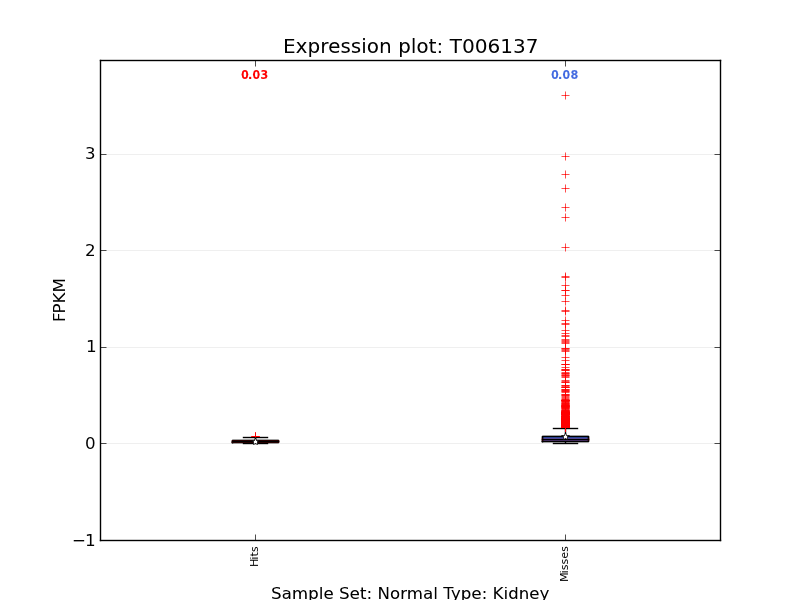 Expression plot: T006137
0.03 0.08
3
2
1
0
−1
FPKM
Hits Misses
Sample Set: Normal Type: Kidney